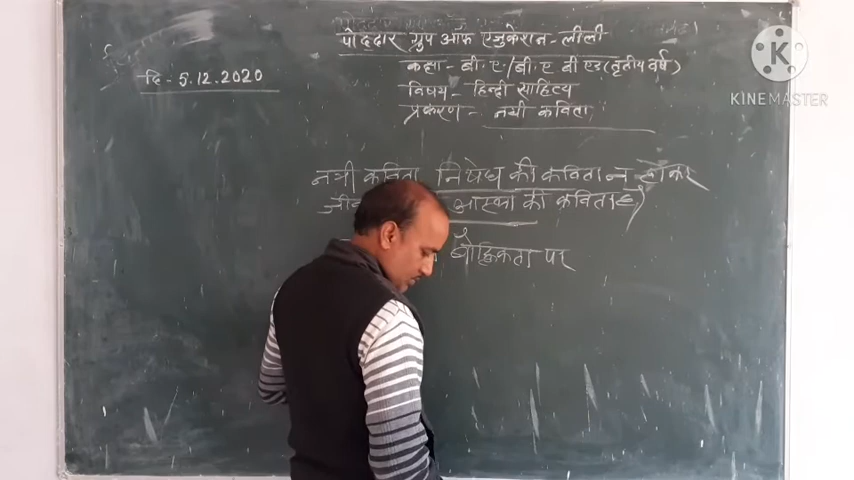 पोद्दार ग्रुप ऑफ एजुकेशन - लीली
दि - 5.12.2020
कक्षा - बी.ए./बी.ए बी एड (तृतीय वर्ष)
विषय - हिन्दी साहित्य
प्रकरण - नयी कविता
नयी कविता निषेध की कविता न होकर
आस्था की कविता है
बौद्धिकता पर
K
KINEMASTER